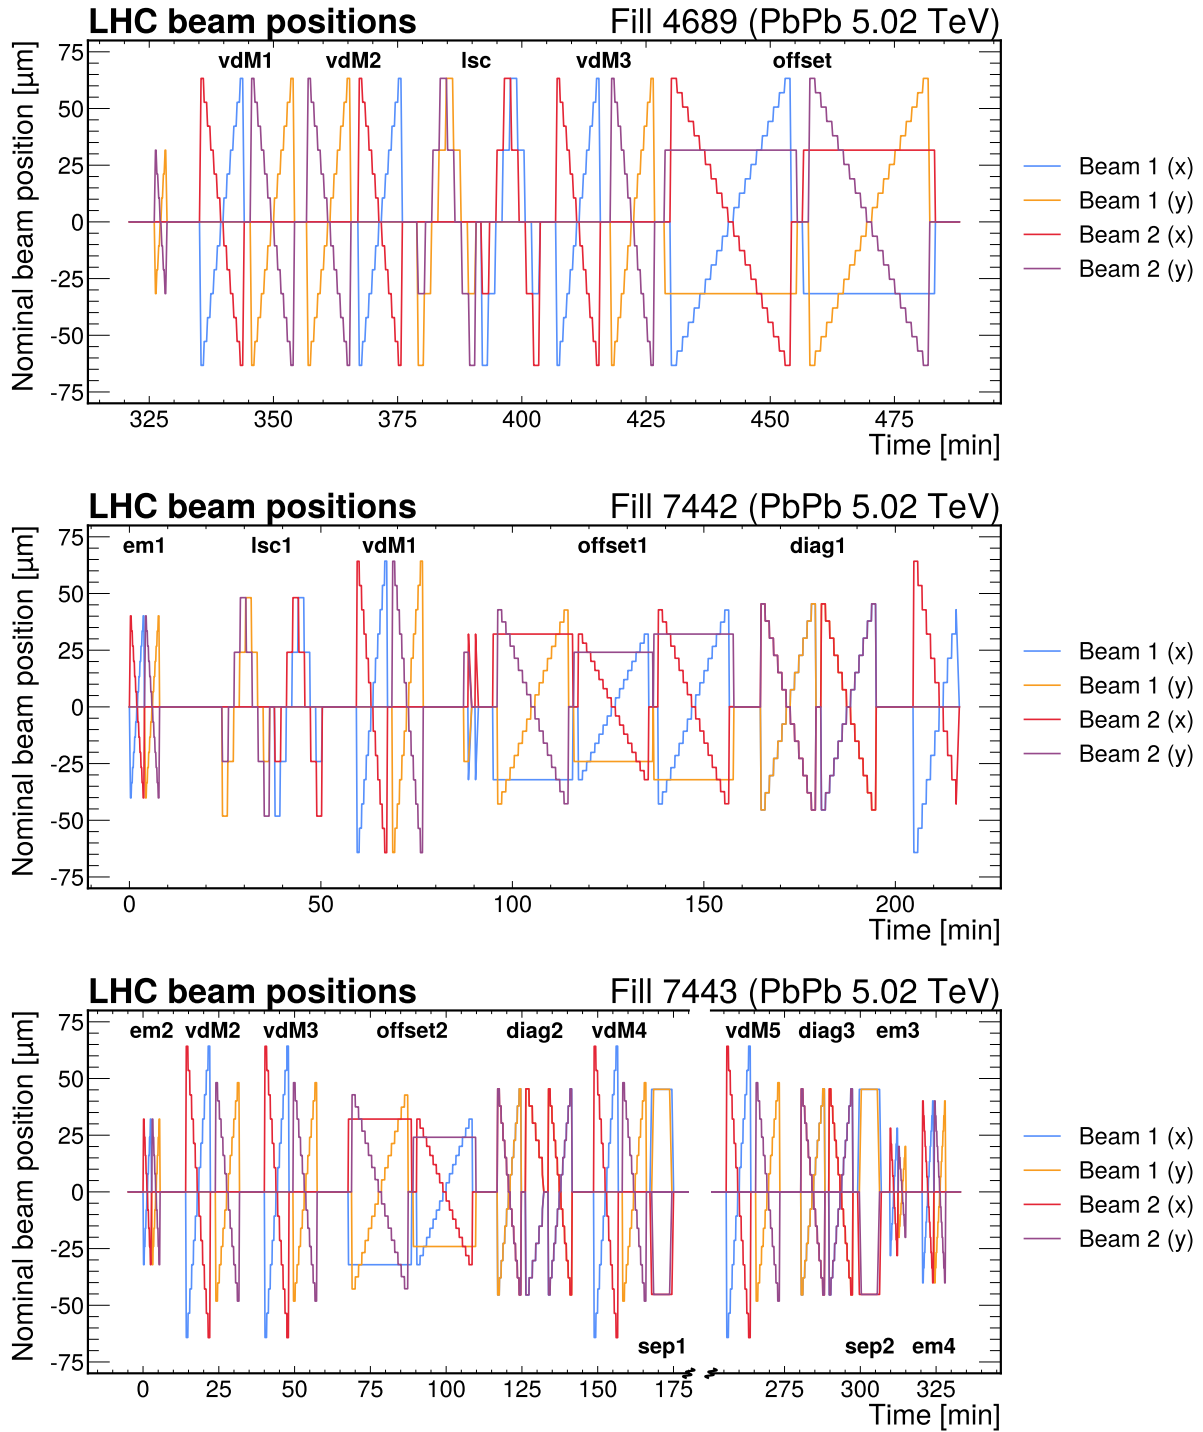 LHC beam positions Fill 4689 (PbPb 5.02 TeV)
vdM1 vdM2 lsc vdM3 offset
75
50
25
0
-25
-50
-75
Nominal beam position [µm]
325 350 375 400 425 450 475
Time [min]
Beam 1 (x)
Beam 1 (y)
Beam 2 (x)
Beam 2 (y)
LHC beam positions Fill 7442 (PbPb 5.02 TeV)
em1 lsc1 vdM1 offset1 diag1
75
50
25
0
-25
-50
-75
Nominal beam position [µm]
0 50 100 150 200
Time [min]
Beam 1 (x)
Beam 1 (y)
Beam 2 (x)
Beam 2 (y)
LHC beam positions Fill 7443 (PbPb 5.02 TeV)
em2 vdM2 vdM3 offset2 diag2 vdM4 vdM5 diag3 em3
75
50
25
0
-25
-50
-75
Nominal beam position [µm]
sep1 sep2 em4
0 25 50 75 100 125 150 175 275 300 325
Time [min]
Beam 1 (x)
Beam 1 (y)
Beam 2 (x)
Beam 2 (y)